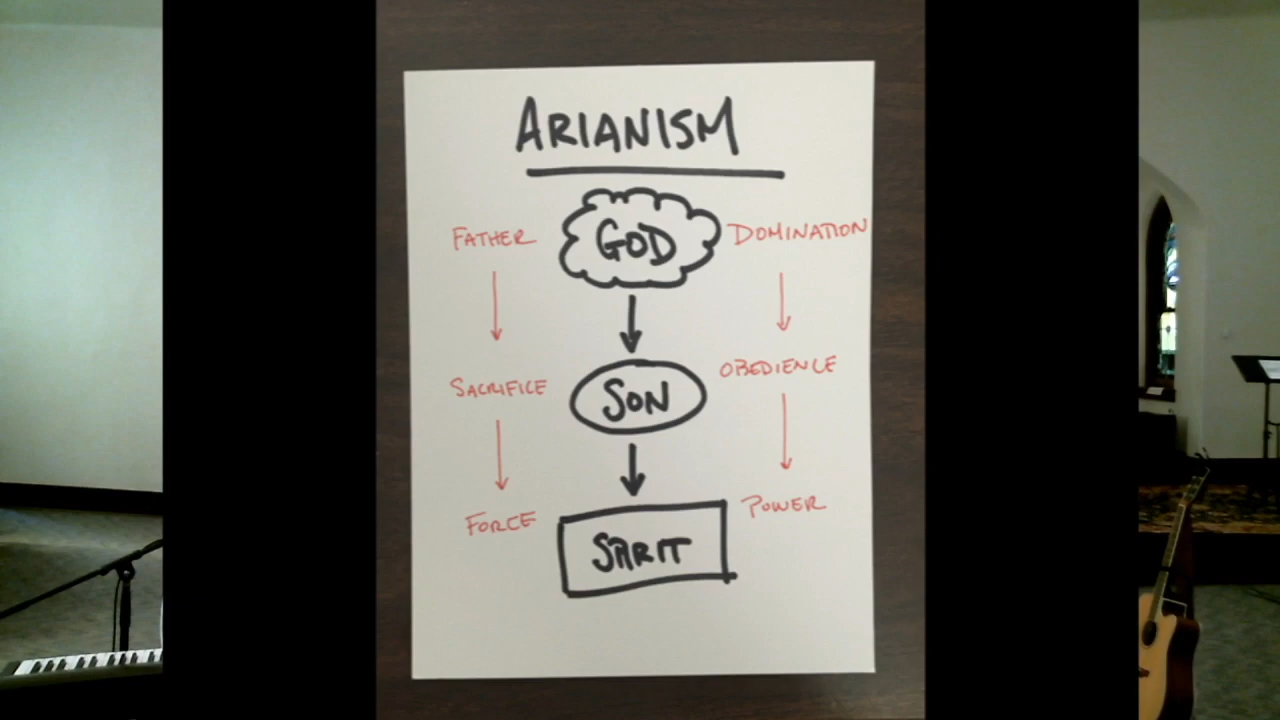 ARIANISM
FATHER GOD DOMINATION
SACRIFICE SON OBEDIENCE
FORCE SPIRIT POWER